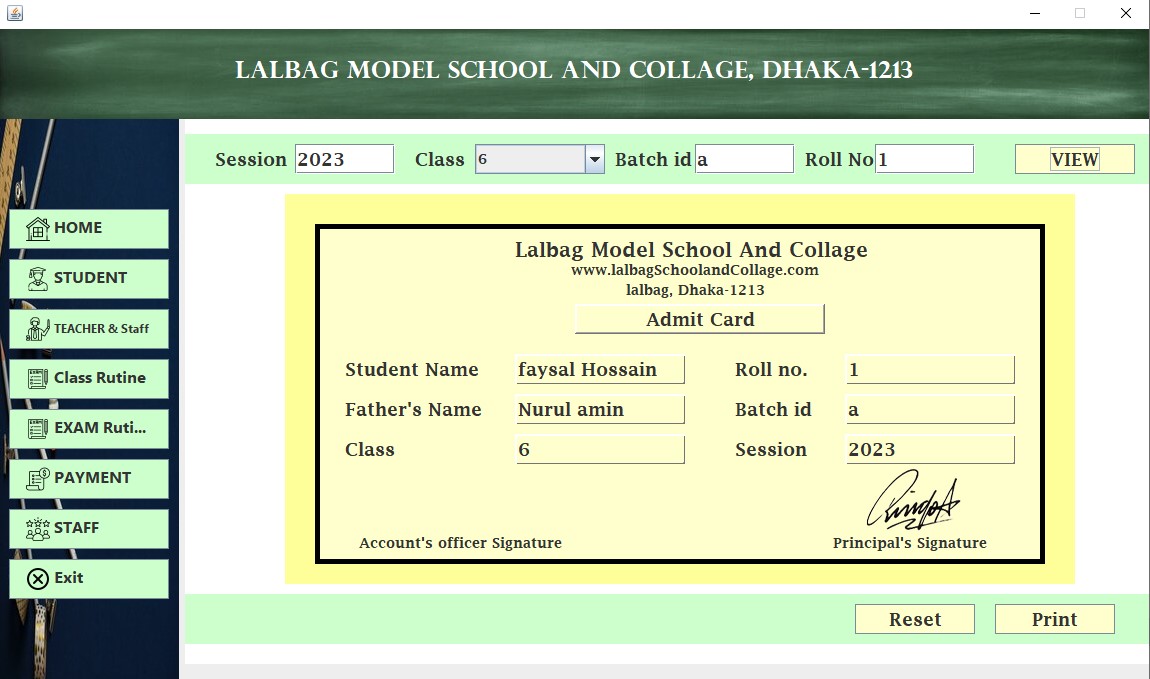 LALBAG MODEL SCHOOL AND COLLAGE, DHAKA-1213
Session 2023 Class 6 Batch id a Roll No 1 VIEW
HOME
STUDENT
TEACHER & Staff
Class Rutine
EXAM Ruti...
PAYMENT
STAFF
Exit
Lalbag Model School And Collage
www.lalbagSchoolandCollage.com
lalbag, Dhaka-1213
Admit Card
Student Name faysal Hossain Roll no. 1
Father's Name Nurul amin Batch id a
Class 6 Session 2023
Account's officer Signature Principal's Signature
Reset Print